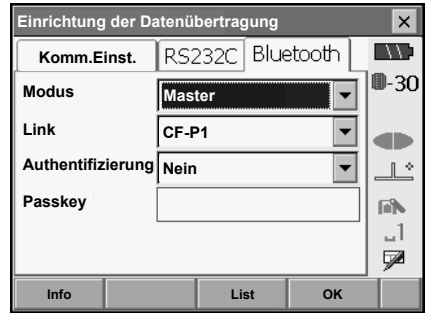 Einrichtung der Datenübertragung
Komm.Einst. RS232C Bluetooth
-30
Modus Master
Link CF-P1
Authentifizierung Nein
Passkey
1
Info List OK